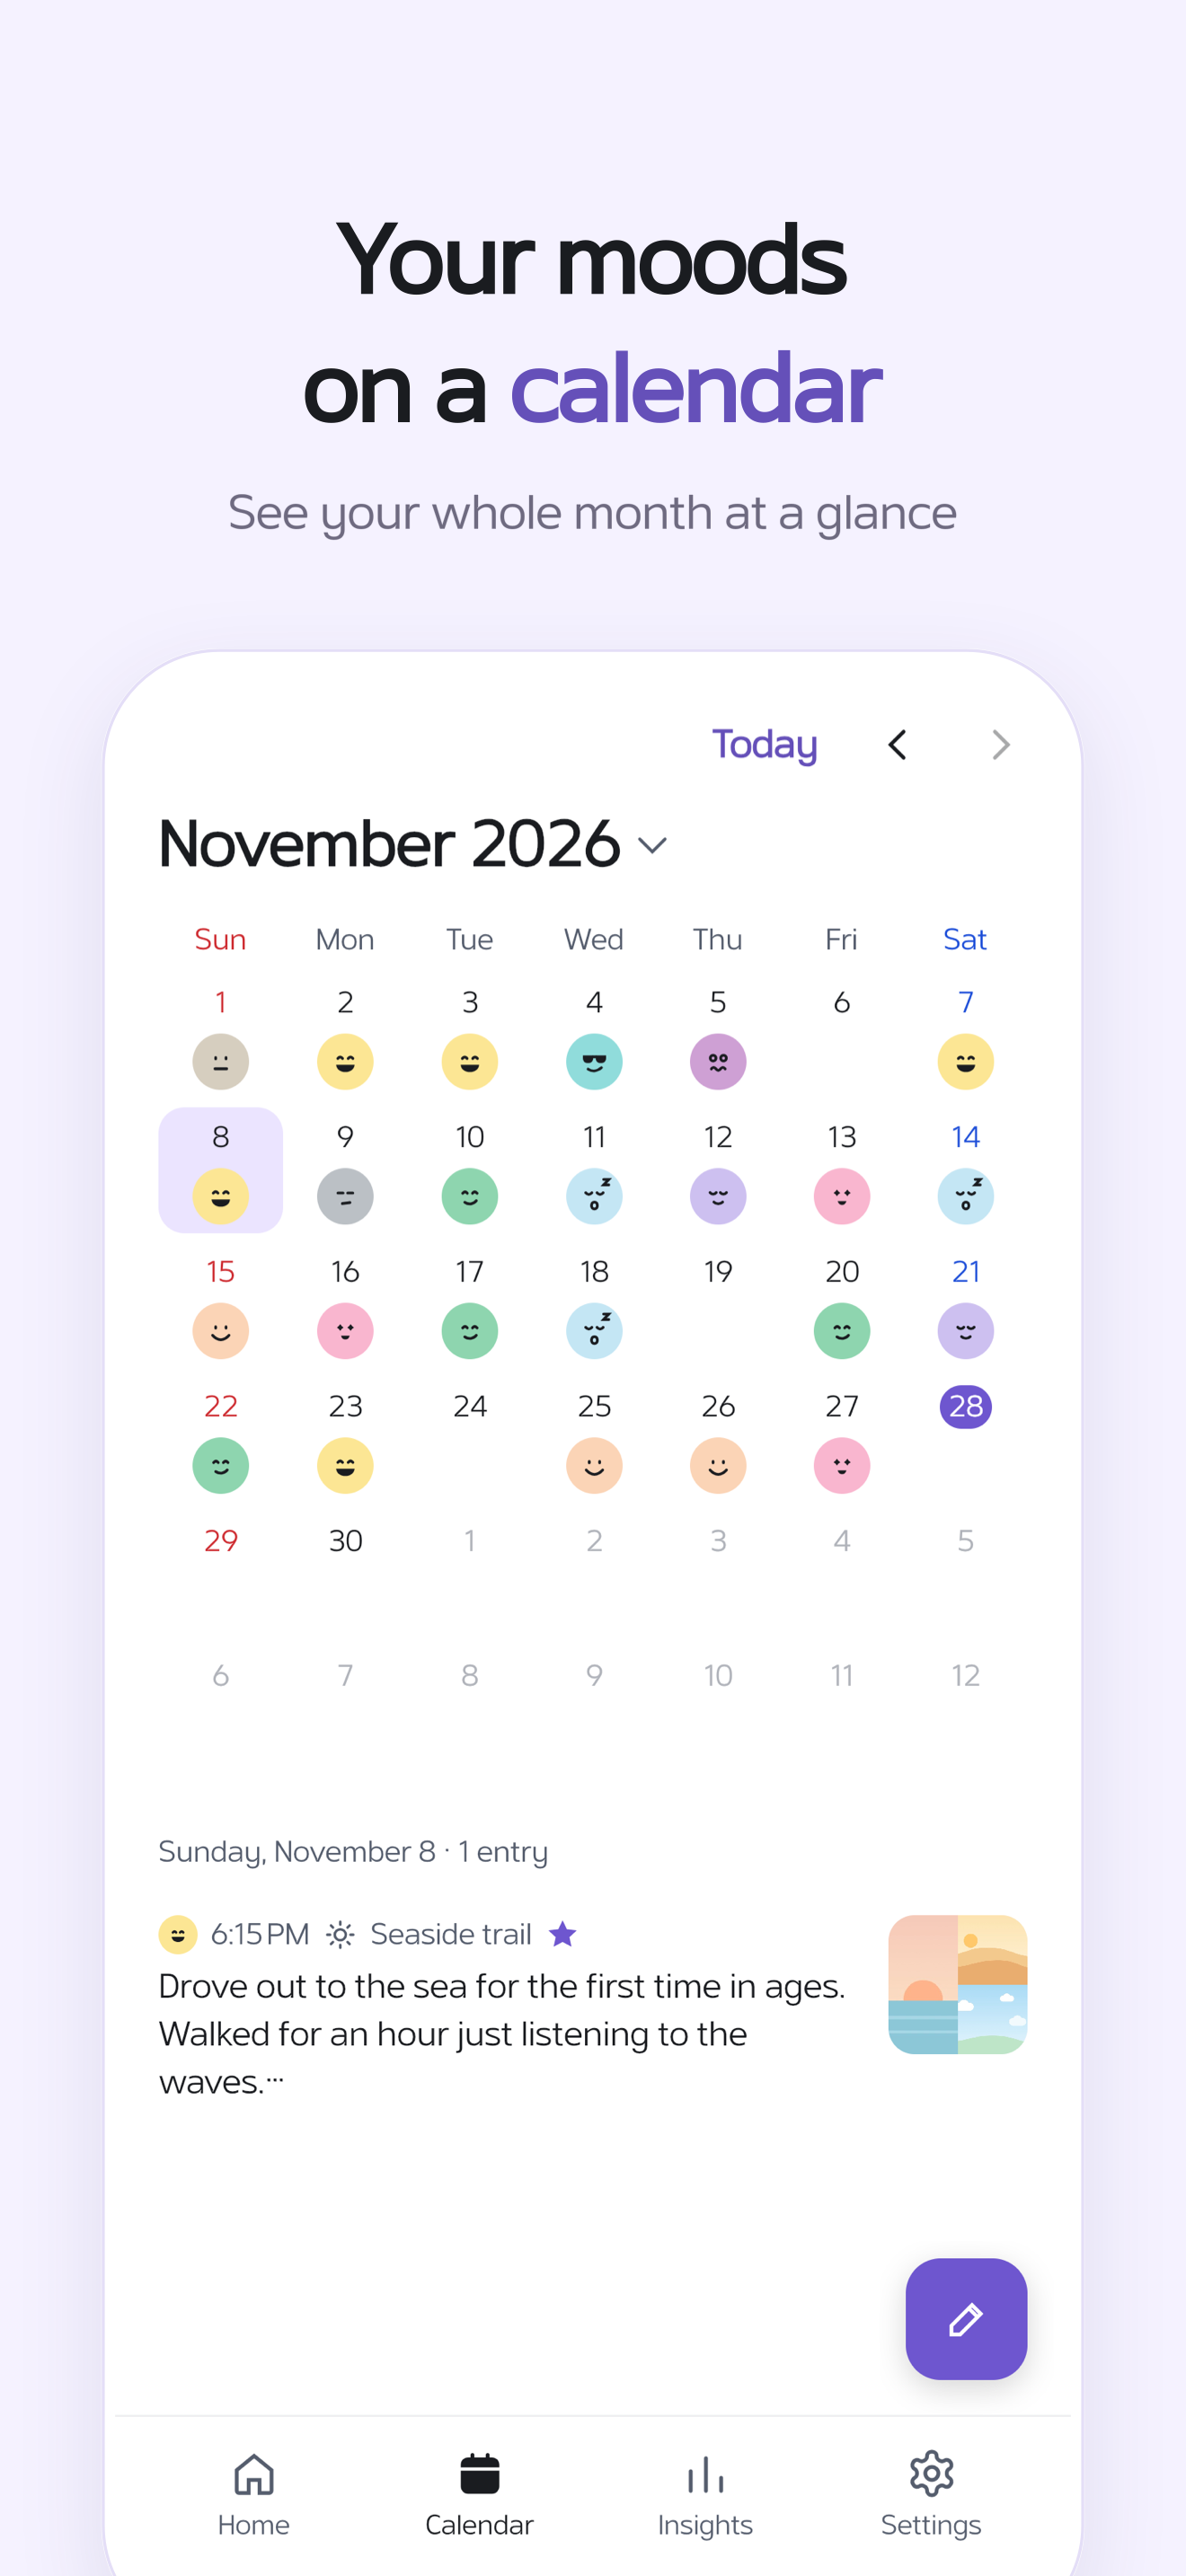 Your moods
on a calendar
See your whole month at a glance
Today
November 2026
Sun Mon Tue Wed Thu Fri Sat
1 2 3 4 5 6 7
8 9 10 11 12 13 14
15 16 17 18 19 20 21
22 23 24 25 26 27 28
29 30 1 2 3 4 5
6 7 8 9 10 11 12
Sunday, November 8 · 1 entry
6:15 PM Seaside trail
Drove out to the sea for the first time in ages.
Walked for an hour just listening to the
waves.…
Home Calendar Insights Settings